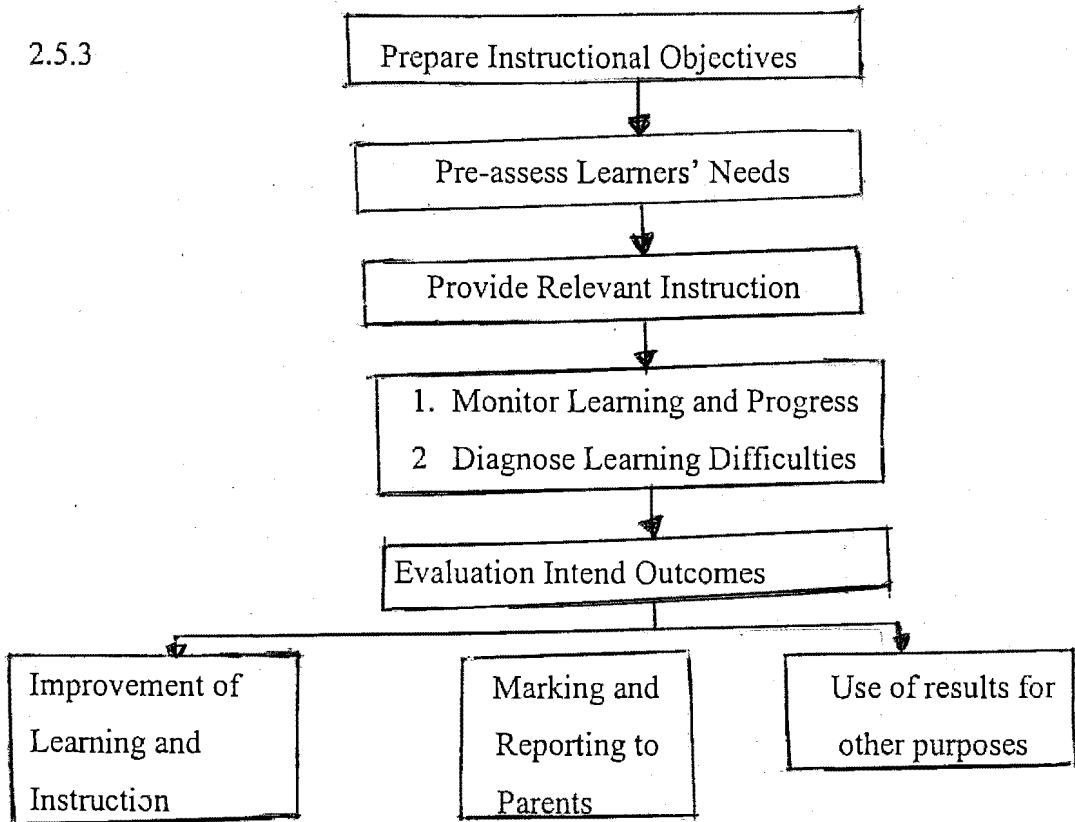 2.5.3
Prepare Instructional Objectives
Pre-assess Learners' Needs
Provide Relevant Instruction
1. Monitor Learning and Progress
2 Diagnose Learning Difficulties
Evaluation Intend Outcomes
Improvement of
Learning and
Instruction
Marking and
Reporting to
Parents
Use of results for
other purposes